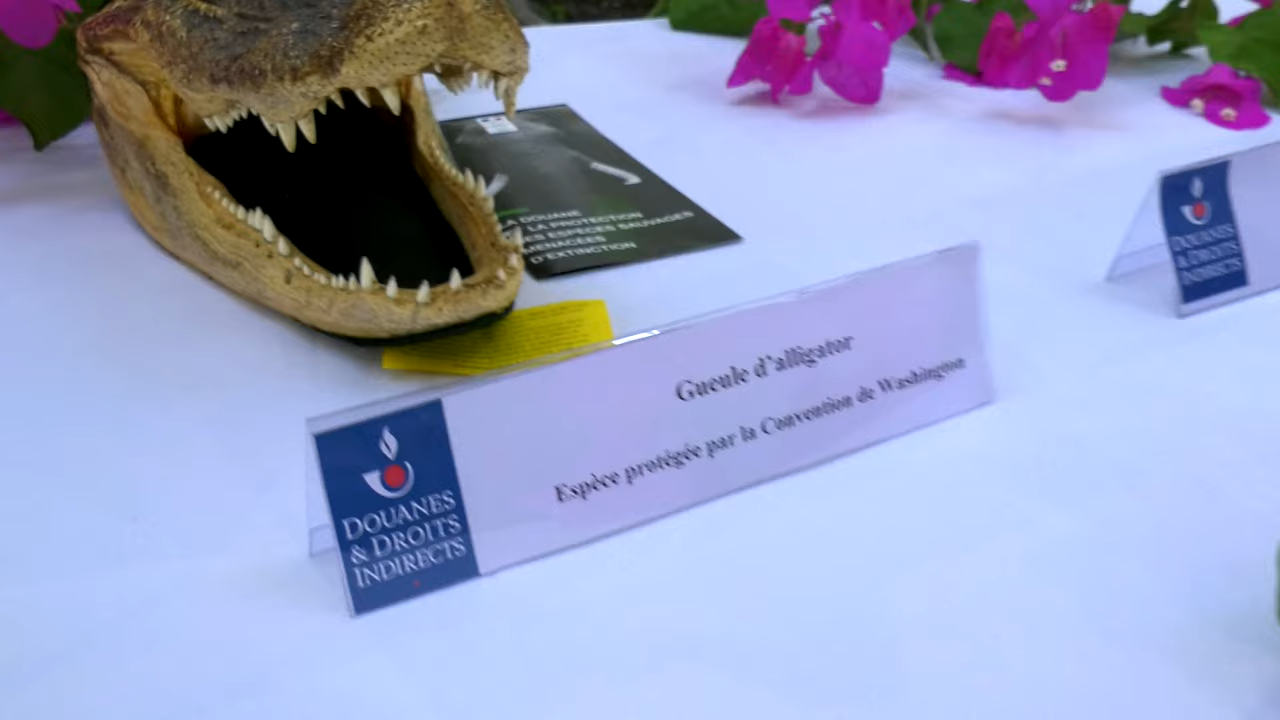 LA DOUANE
LA PROTECTION
DES ESPECES SAUVAGES
MENACÉES
D'EXTINCTION
Gueule d'alligator
Espèce protégée par la Convention de Washington
DOUANES
& DROITS
INDIRECTS
DOUANES
& DROITS
INDIRECTS